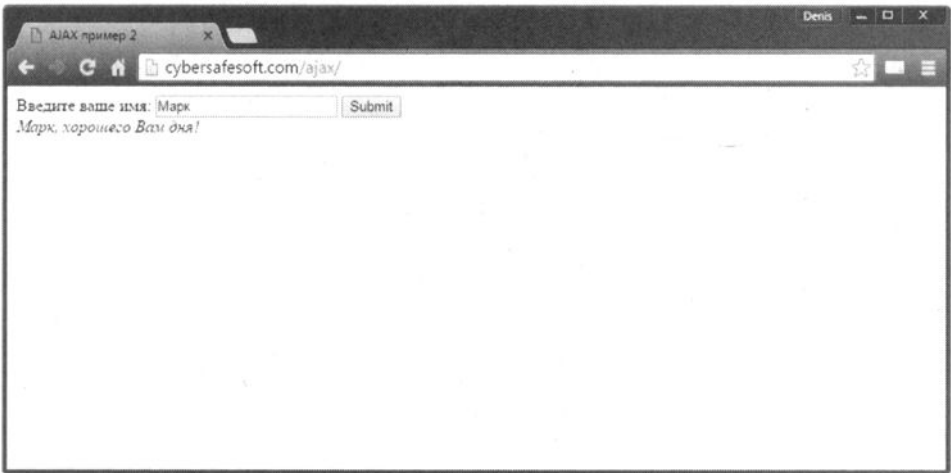 Denis
AJAX пример 2
cybersafesoft.com/ajax/
Введите ваше имя: Марк Submit
Марк, хорошего Вам дня!